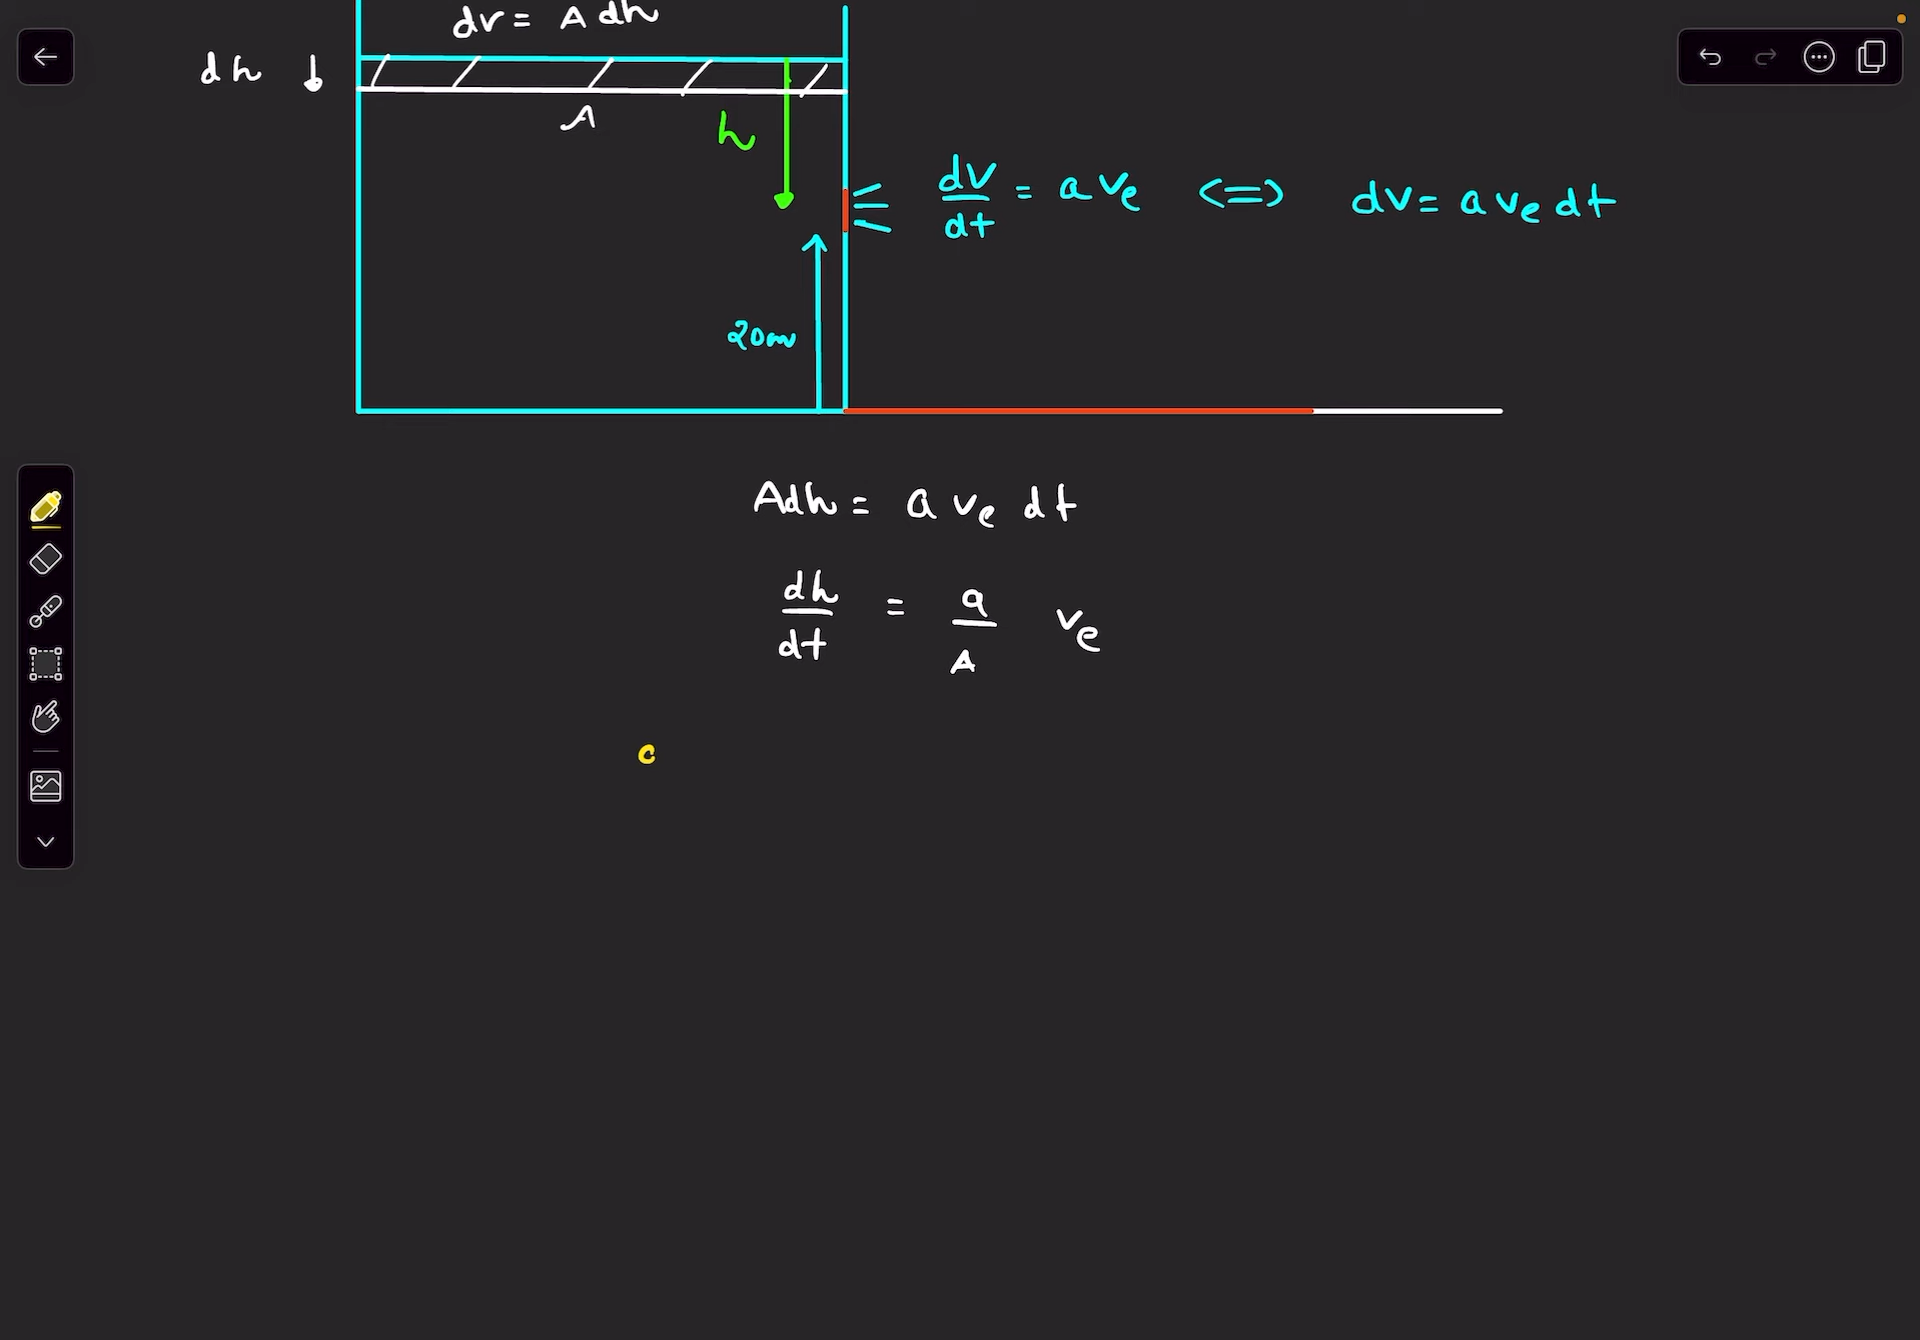 dv = A dh
dh ↓
A
h
dV/dt = a ve <=> dV = a ve dt
20m
Adh = a ve dt
dh/dt = a/A ve
c